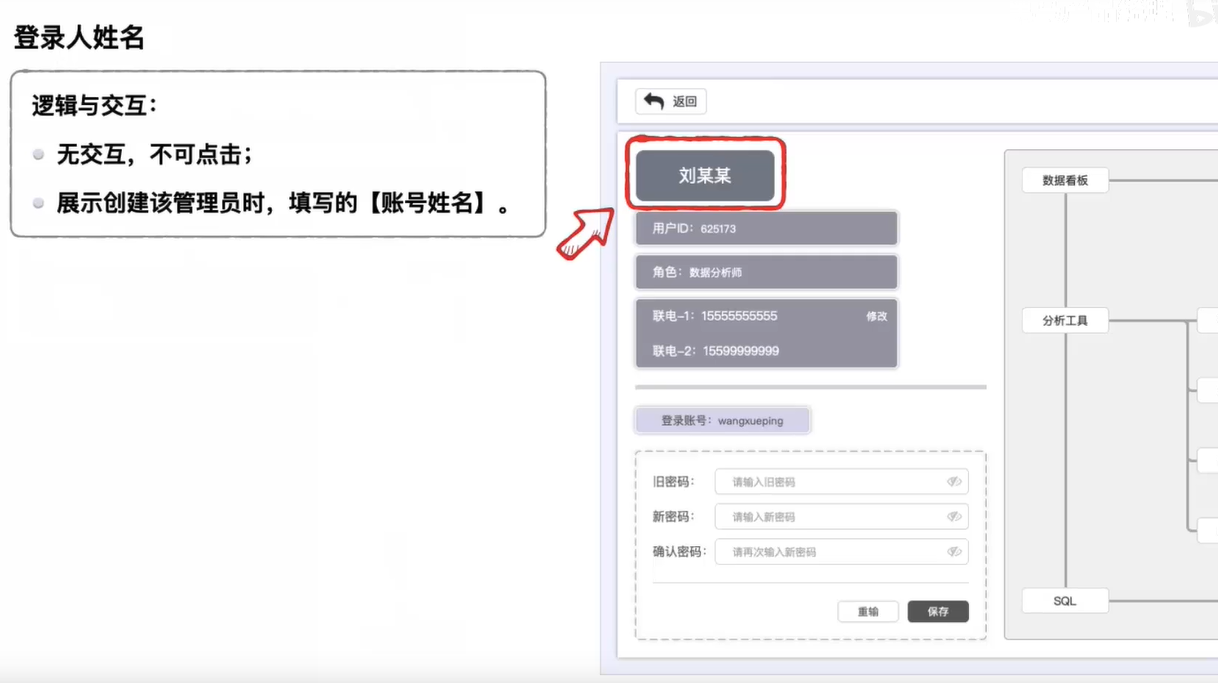 登录人姓名
逻辑与交互：
无交互，不可点击；
展示创建该管理员时，填写的【账号姓名】。
返回
刘某某
用户ID：625173
角色：数据分析师
联电-1：15555555555 修改
联电-2：15599999999
登录账号：wangxueping
旧密码： 请输入旧密码
新密码： 请输入新密码
确认密码： 请再次输入新密码
重输 保存
数据看板
分析工具
SQL